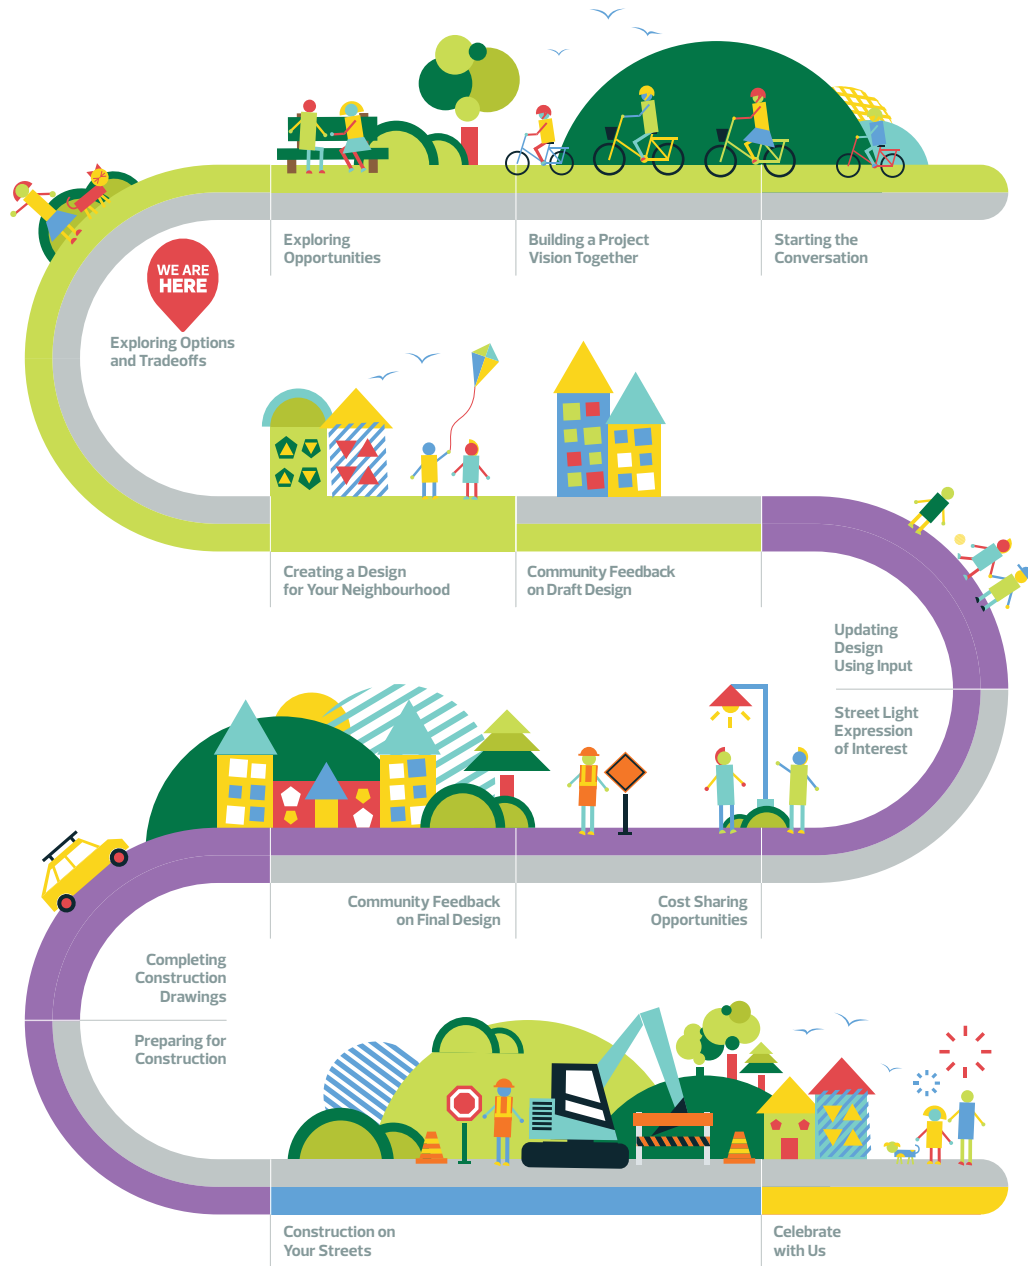 Exploring
Opportunities
Building a Project
Vision Together
Starting the
Conversation
WE ARE
HERE
Exploring Options
and Tradeoffs
Creating a Design
for Your Neighbourhood
Community Feedback
on Draft Design
Updating
Design
Using Input
Street Light
Expression
of Interest
Community Feedback
on Final Design
Cost Sharing
Opportunities
Completing
Construction
Drawings
Preparing for
Construction
Construction on
Your Streets
Celebrate
with Us